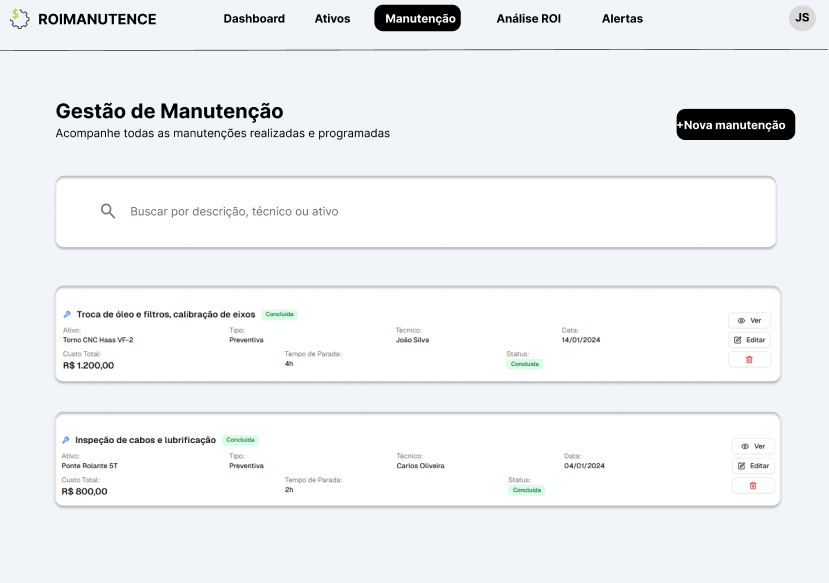 ROIMANUTENCE Dashboard Ativos Manutenção Análise ROI Alertas JS
Gestão de Manutenção
Acompanhe todas as manutenções realizadas e programadas
+Nova manutenção
Buscar por descrição, técnico ou ativo
Troca de óleo e filtros, calibração de eixos Concluída
Ativo: Tipo: Técnico: Data:
Torno CNC Haas VF-2 Preventiva João Silva 14/01/2024
Custo Total: Tempo de Parada: Status:
R$ 1.200,00 4h Concluída
Ver
Editar
Inspeção de cabos e lubrificação Concluída
Ativo: Tipo: Técnico: Data:
Ponte Rolante 5T Preventiva Carlos Oliveira 04/01/2024
Custo Total: Tempo de Parada: Status:
R$ 800,00 2h Concluída
Ver
Editar